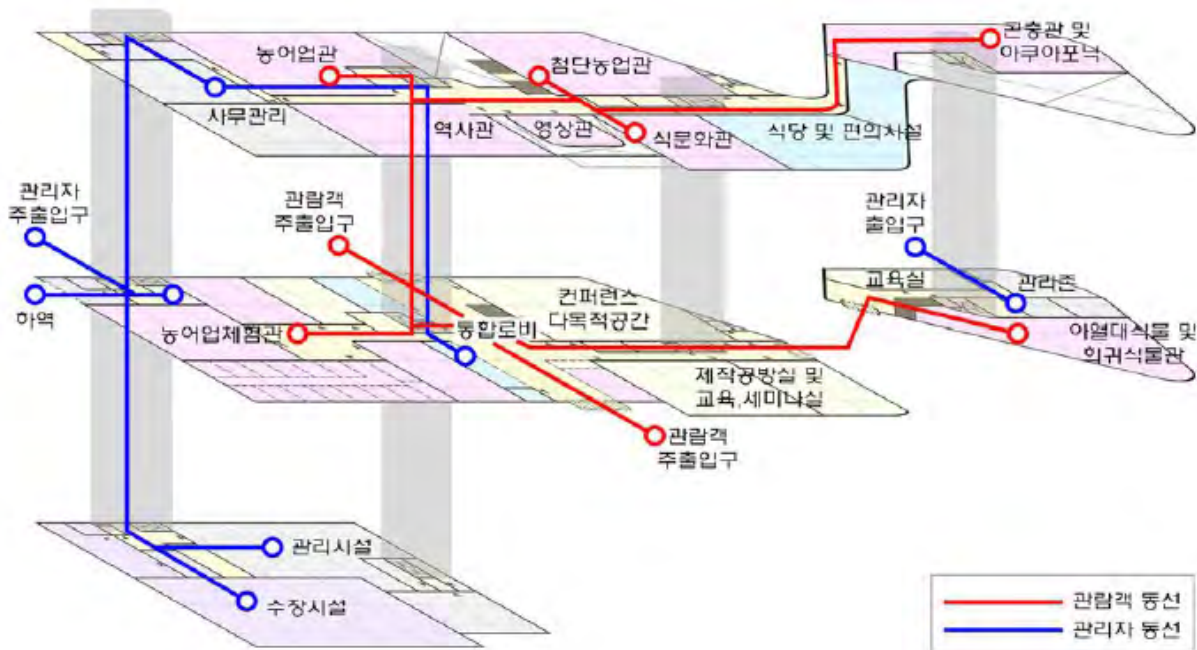 농어업관
첨단농업관
곤충관 및
아쿠아포닉
사무관리
역사관
영상관
식문화관
식당 및 편의시설
관리자
주출입구
관람객
주출입구
관리자
출입구
하역
농어업체험관
통합로비
컨퍼런스
다목적공간
제작공방실 및
교육,세미나실
교육실
관리존
아열대식물 및
희귀식물관
관람객
주출입구
관리시설
수장시설
관람객 동선
관리자 동선